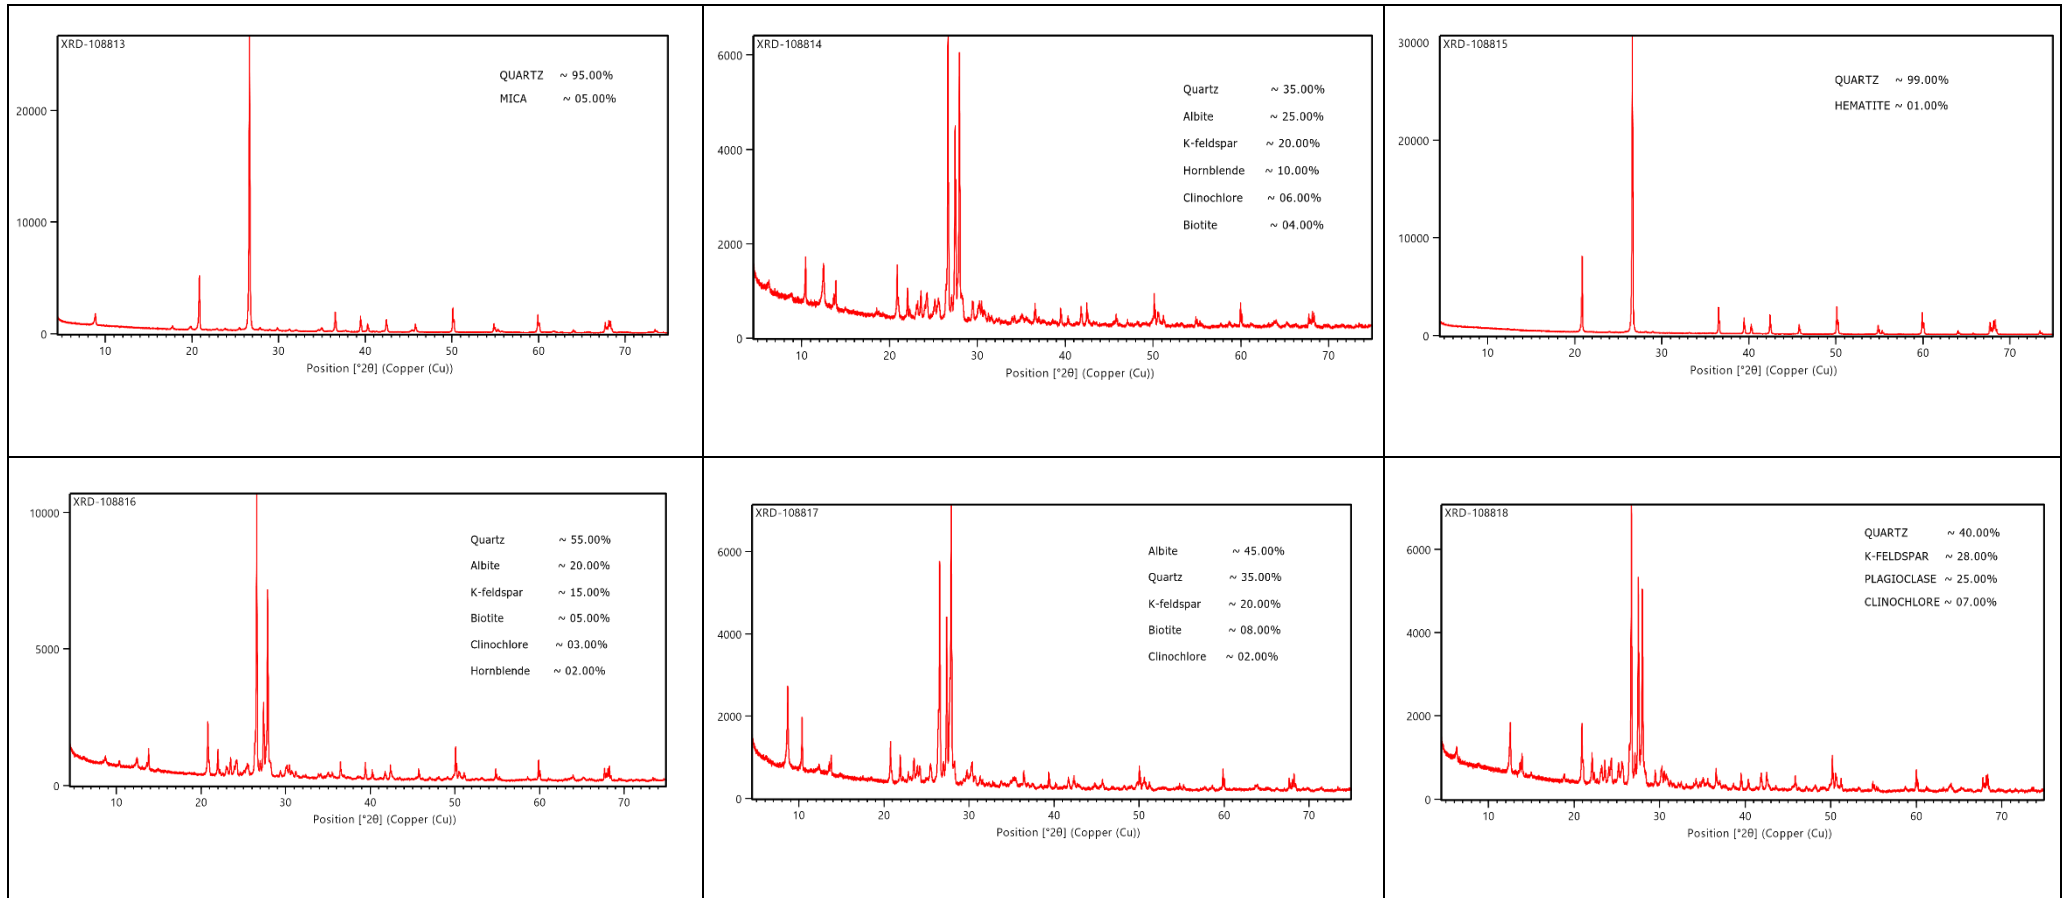 XRD-108813
QUARTZ ~ 95.00%
MICA ~ 05.00%
20000
10000
0
10 20 30 40 50 60 70
Position [°2θ] (Copper (Cu))
XRD-108814
6000
4000
2000
0
Quartz ~ 35.00%
Albite ~ 25.00%
K-feldspar ~ 20.00%
Hornblende ~ 10.00%
Clinochlore ~ 06.00%
Biotite ~ 04.00%
10 20 30 40 50 60 70
Position [°2θ] (Copper (Cu))
XRD-108815
30000
20000
10000
0
QUARTZ ~ 99.00%
HEMATITE ~ 01.00%
10 20 30 40 50 60 70
Position [°2θ] (Copper (Cu))
XRD-108816
10000
5000
0
Quartz ~ 55.00%
Albite ~ 20.00%
K-feldspar ~ 15.00%
Biotite ~ 05.00%
Clinochlore ~ 03.00%
Hornblende ~ 02.00%
10 20 30 40 50 60 70
Position [°2θ] (Copper (Cu))
XRD-108817
6000
4000
2000
0
Albite ~ 45.00%
Quartz ~ 35.00%
K-feldspar ~ 20.00%
Biotite ~ 08.00%
Clinochlore ~ 02.00%
10 20 30 40 50 60 70
Position [°2θ] (Copper (Cu))
XRD-108818
6000
4000
2000
0
QUARTZ ~ 40.00%
K-FELDSPAR ~ 28.00%
PLAGIOCLASE ~ 25.00%
CLINOCHLORE ~ 07.00%
10 20 30 40 50 60 70
Position [°2θ] (Copper (Cu))